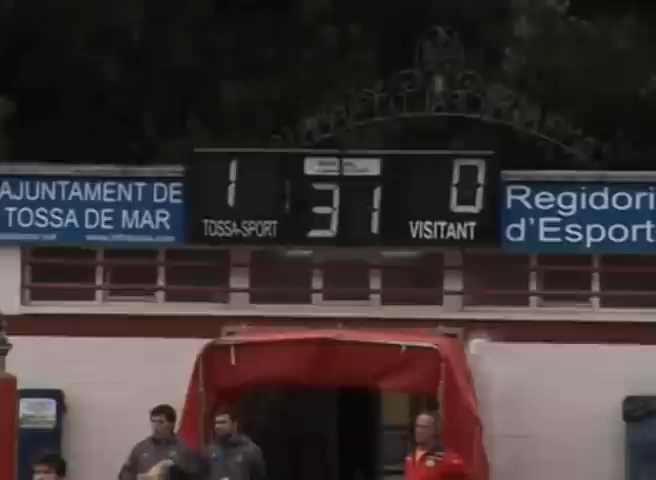 AJUNTAMENT DE
TOSSA DE MAR
1
31
0
TOSSA-SPORT
VISITANT
Regidori
d'Esport